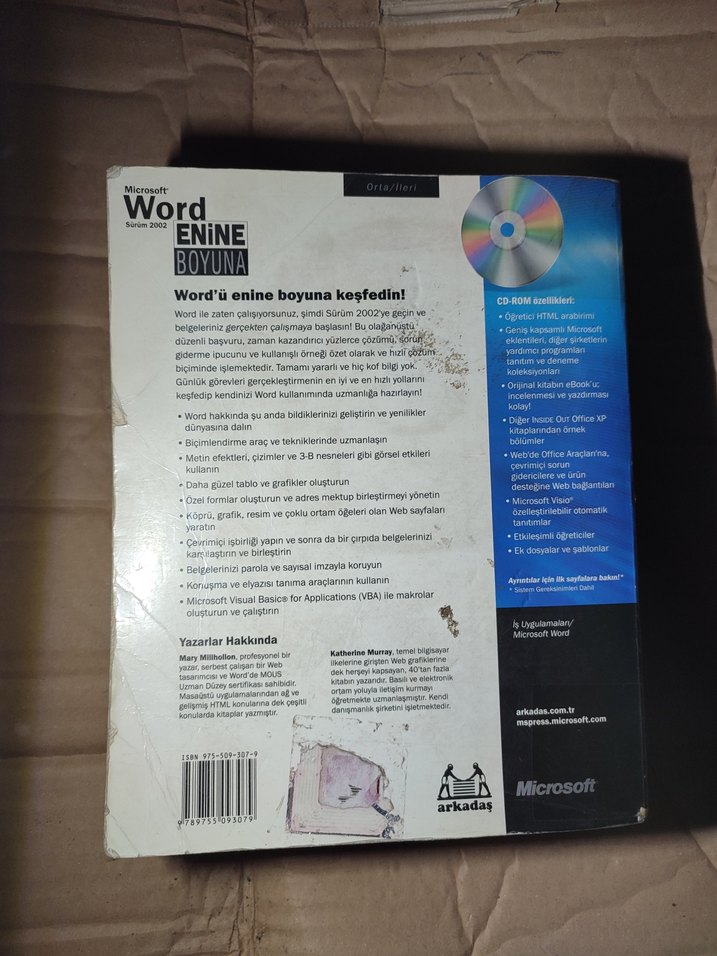 Orta/İleri
Microsoft®
Word
Sürüm 2002
ENİNE
BOYUNA
Word'ü enine boyuna keşfedin!
Word ile zaten çalışıyorsunuz, şimdi Sürüm 2002'ye geçin ve
belgeleriniz gerçekten çalışmaya başlasın! Bu olağanüstü
düzenli başvuru, zaman kazandırıcı yüzlerce çözümü, sorun
giderme ipucunu ve kullanışlı örneği özet olarak ve hızlı çözüm
biçiminde işlemektedir. Tamamı yararlı ve hiç kof bilgi yok.
Günlük görevleri gerçekleştirmenin en iyi ve en hızlı yollarını
keşfedip kendinizi Word kullanımında uzmanlığa hazırlayın!
• Word hakkında şu anda bildiklerinizi geliştirin ve yenilikler
dünyasına dalın
• Biçimlendirme araç ve tekniklerinde uzmanlaşın
• Metin efektleri, çizimler ve 3-B nesneleri gibi görsel etkileri
kullanın
• Daha güzel tablo ve grafikler oluşturun
• Özel formlar oluşturun ve adres mektup birleştirmeyi yönetin
• Köprü, grafik, resim ve çoklu ortam öğeleri olan Web sayfaları
yaratın
• Çevrimiçi işbirliği yapın ve sonra da bir çırpıda belgelerinizi
karşılaştırın ve birleştirin
• Belgelerinizi parola ve sayısal imzayla koruyun
• Konuşma ve elyazısı tanıma araçlarının kullanın
• Microsoft Visual Basic® for Applications (VBA) ile makrolar
oluşturun ve çalıştırın
Yazarlar Hakkında
Mary Millhollon, profesyonel bir
yazar, serbest çalışan bir Web
tasarımcısı ve Word'de MOUS
Uzman Düzey sertifikası sahibidir.
Masaüstü uygulamalarından ağ ve
gelişmiş HTML konularına dek çeşitli
konularda kitaplar yazmıştır.
Katherine Murray, temel bilgisayar
ilkelerine girişten Web grafiklerine
dek herşeyi kapsayan, 40'tan fazla
kitabın yazarıdır. Basılı ve elektronik
ortam yoluyla iletişim kurmayı
öğretmekte uzmanlaşmıştır. Kendi
danışmanlık şirketini işletmektedir.
ISBN 975-509-307-9
9789755093079
arkadaş
CD-ROM özellikleri:
• Öğretici HTML arabirimi
• Geniş kapsamlı Microsoft
eklentileri, diğer şirketlerin
yardımcı programları
tanıtım ve deneme
koleksiyonları
• Orijinal kitabın eBook'u;
incelenmesi ve yazdırması
kolay!
• Diğer INSIDE OUT Office XP
kitaplarından örnek
bölümler
• Web'de Office Araçları'na,
çevrimiçi sorun
gidericilere ve ürün
desteğine Web bağlantıları
• Microsoft Visio®
özelleştirilebilir otomatik
tanıtımlar
• Etkileşimli öğreticiler
• Ek dosyalar ve şablonlar
Ayrıntılar için ilk sayfalara bakın!*
* Sistem Gereksinimleri Dahil
İş Uygulamaları/
Microsoft Word
arkadas.com.tr
mspress.microsoft.com
Microsoft